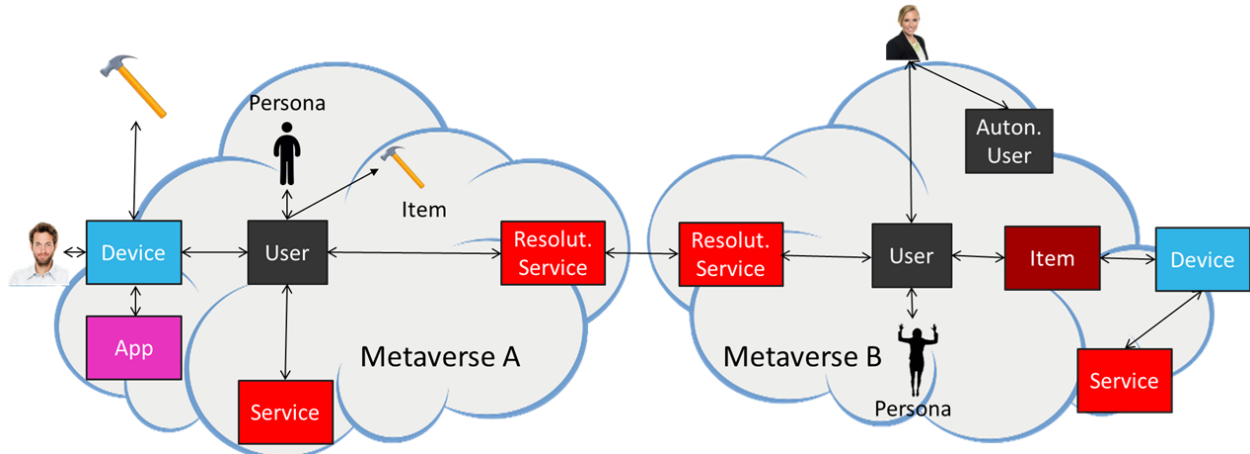 Persona
Auton.
User
Item
Device
User
Resolut.
Service
Resolut.
Service
User
Item
Device
App
Metaverse A
Metaverse B
Service
Service
Persona